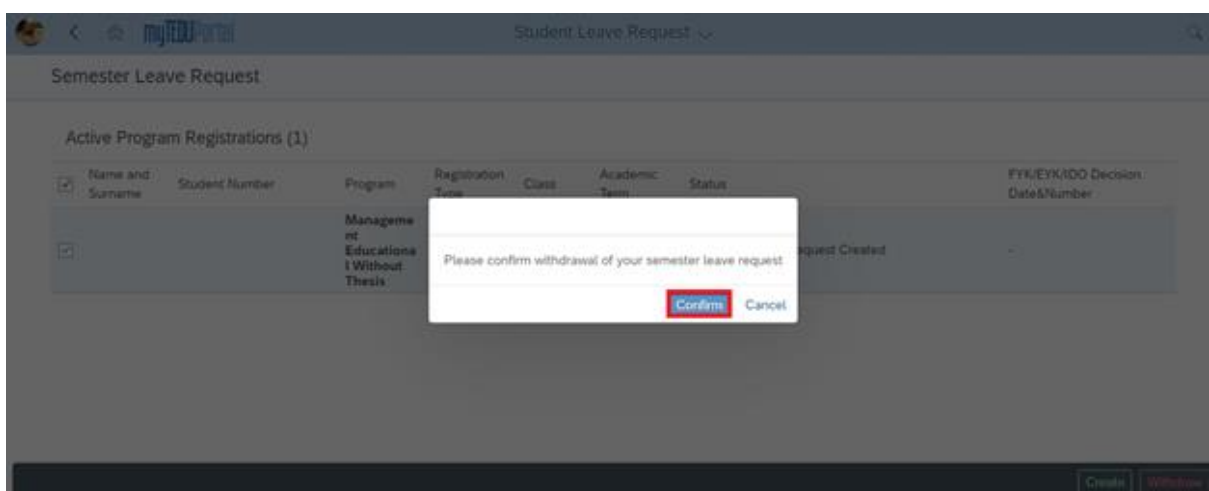 myTEDUPortal
Student Leave Request
Semester Leave Request
Active Program Registrations (1)
Name and Surname
Student Number
Program
Registration Type
Class
Academic Term
Status
FYK/EYK/IDO Decision
Date&Number
Manageme
nt
Educationa
l Without
Thesis
equest Created
-
Please confirm withdrawal of your semester leave request
Confirm
Cancel
Create
Withdraw